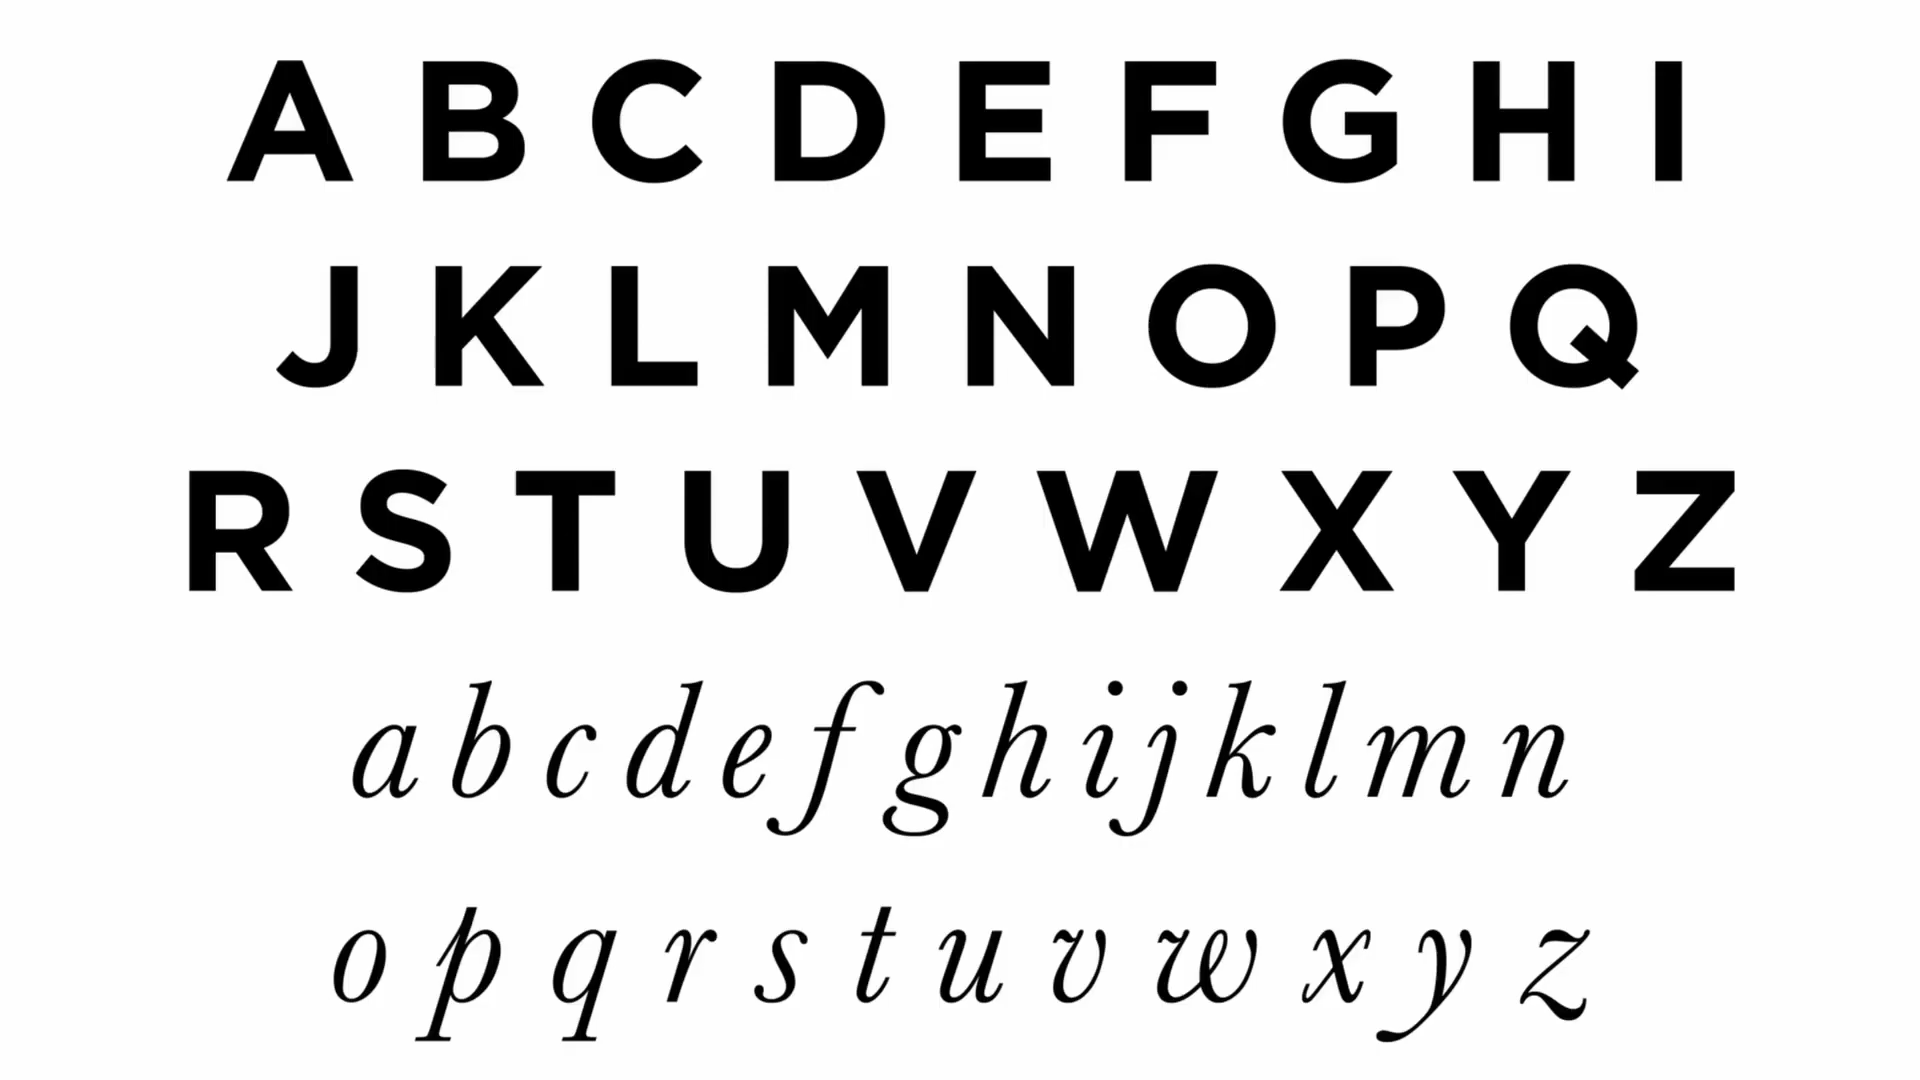 A B C D E F G H I
J K L M N O P Q
R S T U V W X Y Z
a b c d e f g h i j k l m n
o p q r s t u v w x y z